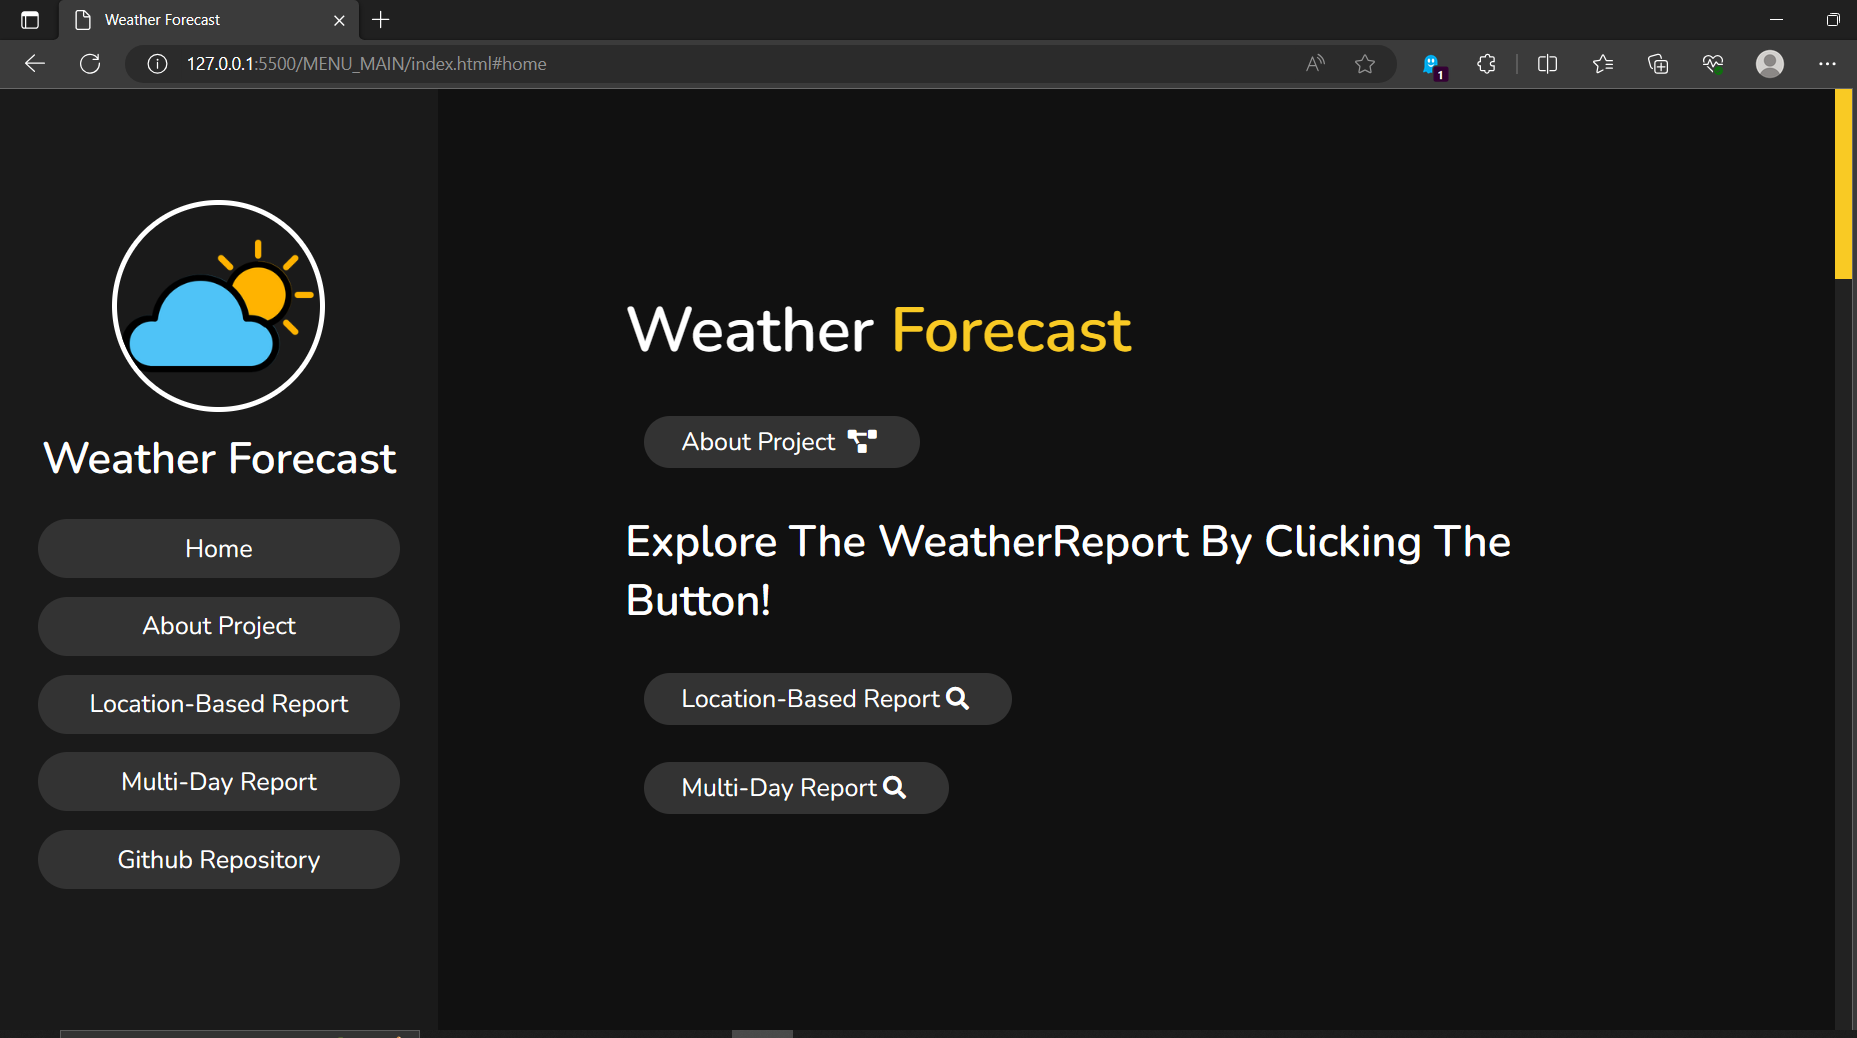 Weather Forecast
127.0.0.1:5500/MENU_MAIN/index.html#home
1
Weather Forecast
Home
About Project
Location-Based Report
Multi-Day Report
Github Repository
Weather Forecast
About Project
Explore The WeatherReport By Clicking The
Button!
Location-Based Report
Multi-Day Report